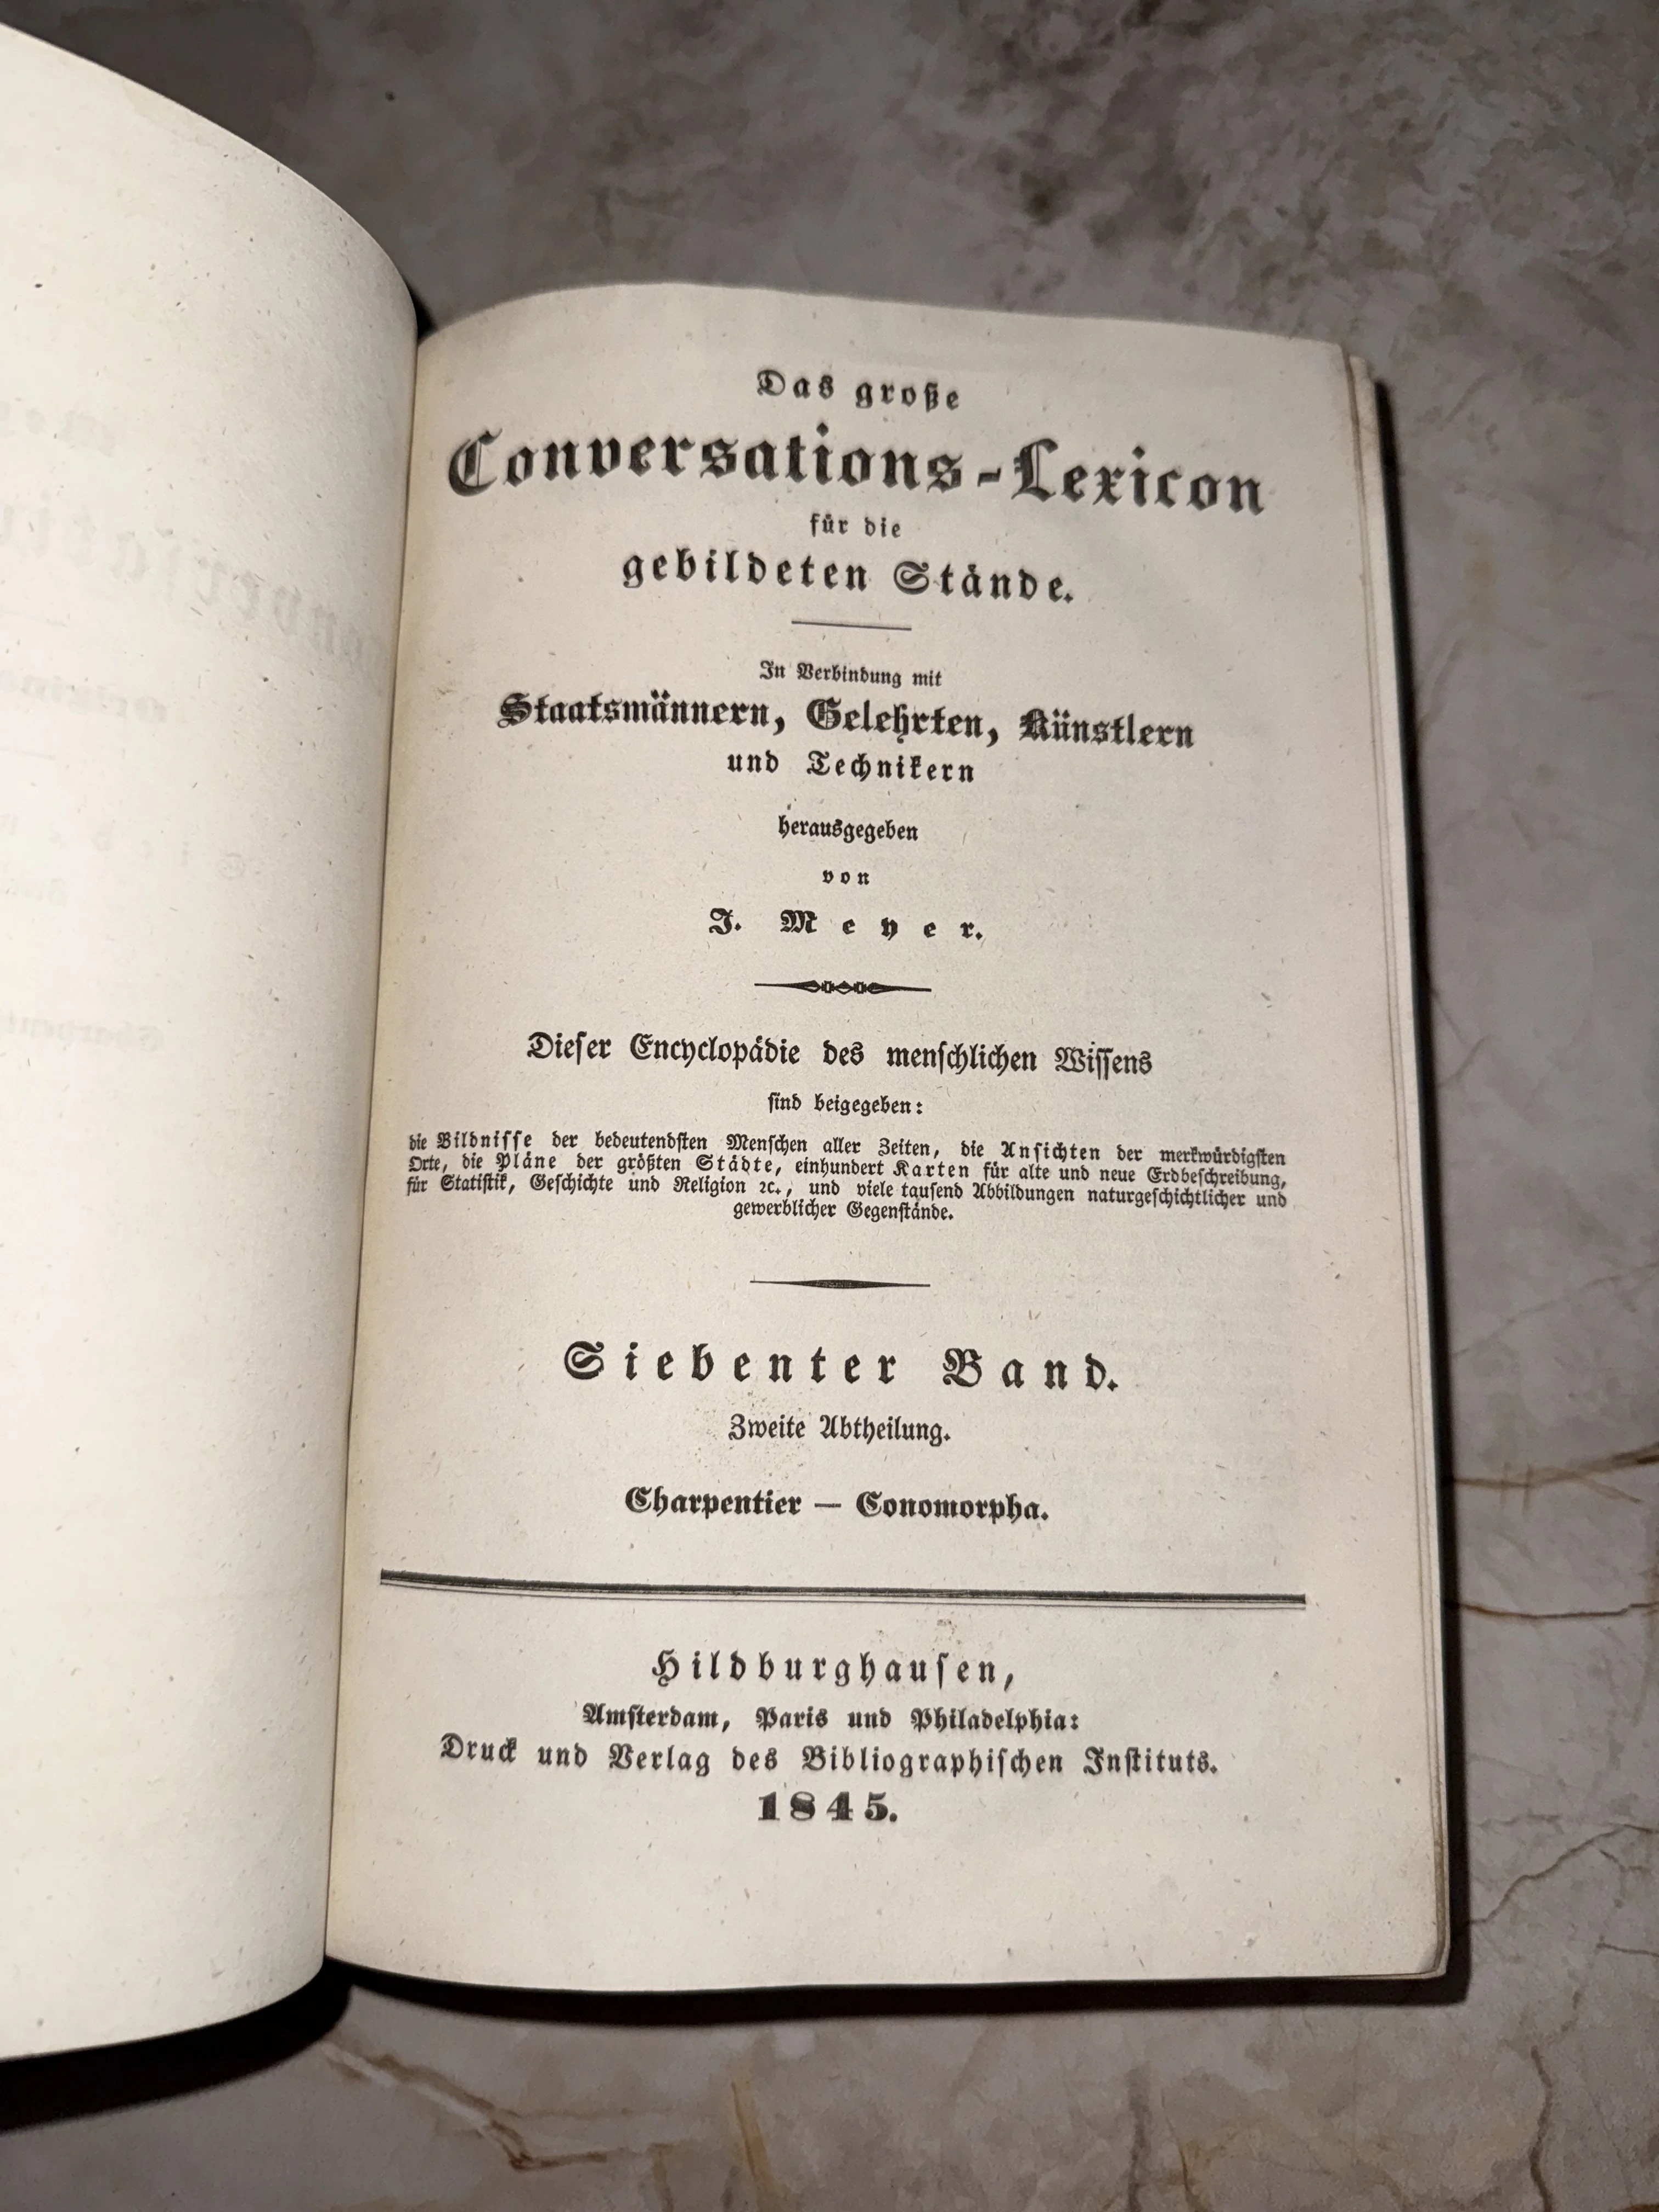 Das große
Conversations-Lexicon
für die
gebildeten Stände.
In Verbindung mit
Staatsmännern, Gelehrten, Künstlern
und Technikern
herausgegeben
von
J. Meyer.
Dieser Encyclopädie des menschlichen Wissens
sind beigegeben:
die Bildnisse der bedeutendsten Menschen aller Zeiten, die Ansichten der merkwürdigsten
Orte, die Pläne der größten Städte, einhundert Karten für alte und neue Erdbeschreibung,
für Statistik, Geschichte und Religion ꝛc., und viele tausend Abbildungen naturgeschichtlicher und
gewerblicher Gegenstände.
Siebenter Band.
Zweite Abtheilung.
Charpentier — Conomorpha.
Hildburghausen,
Amsterdam, Paris und Philadelphia:
Druck und Verlag des Bibliographischen Instituts.
1845.